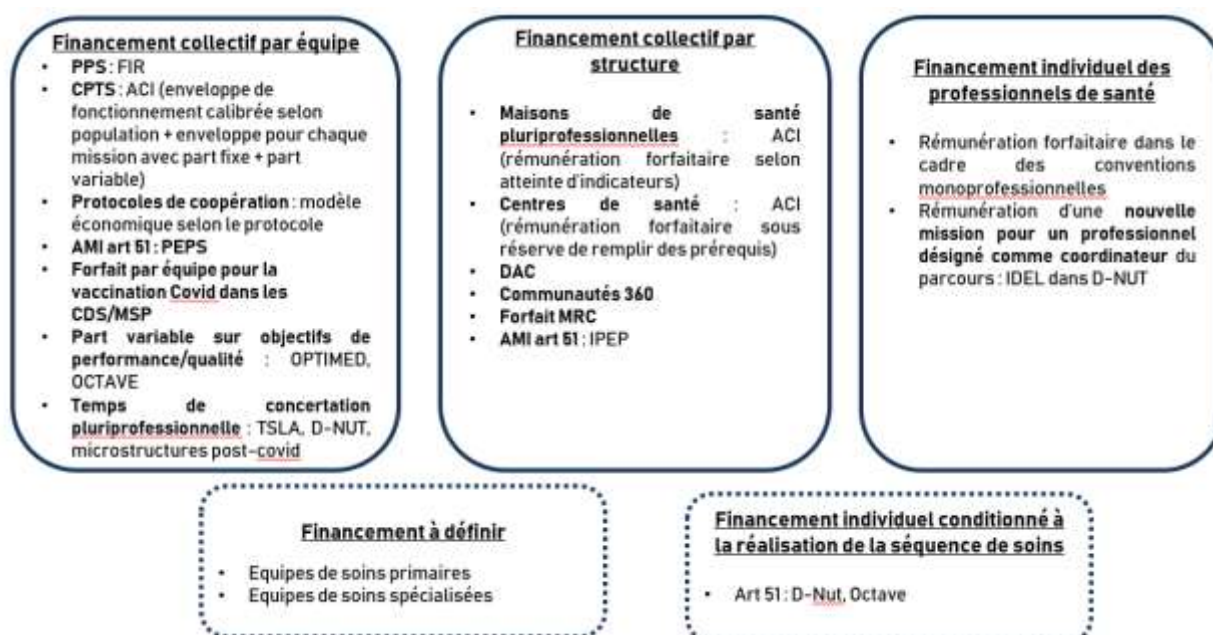 Financement collectif par équipe
• PPS : FIR
• CPTS : ACI (enveloppe de
fonctionnement calibrée selon
population + enveloppe pour chaque
mission avec part fixe + part
variable)
• Protocoles de coopération : modèle
économique selon le protocole
• AMI art 51 : PEPS
• Forfait par équipe pour la
vaccination Covid dans les
CDS/MSP
• Part variable sur objectifs de
performance/qualité : OPTIMED,
OCTAVE
• Temps de concertation
pluriprofessionnelle : TSLA, D-NUT,
microstructures post-covid
Financement collectif par
structure
• Maisons de santé
pluriprofessionnelles : ACI
(rémunération forfaitaire selon
atteinte d'indicateurs)
• Centres de santé : ACI
(rémunération forfaitaire sous
réserve de remplir des prérequis)
• DAC
• Communautés 360
• Forfait MRC
• AMI art 51 : IPEP
Financement individuel des
professionnels de santé
• Rémunération forfaitaire dans le
cadre des conventions
monoprofessionnelles
• Rémunération d'une nouvelle
mission pour un professionnel
désigné comme coordinateur du
parcours : IDEL dans D-NUT
Financement à définir
• Equipes de soins primaires
• Equipes de soins spécialisées
Financement individuel conditionné à
la réalisation de la séquence de soins
• Art 51 : D-Nut, Octave